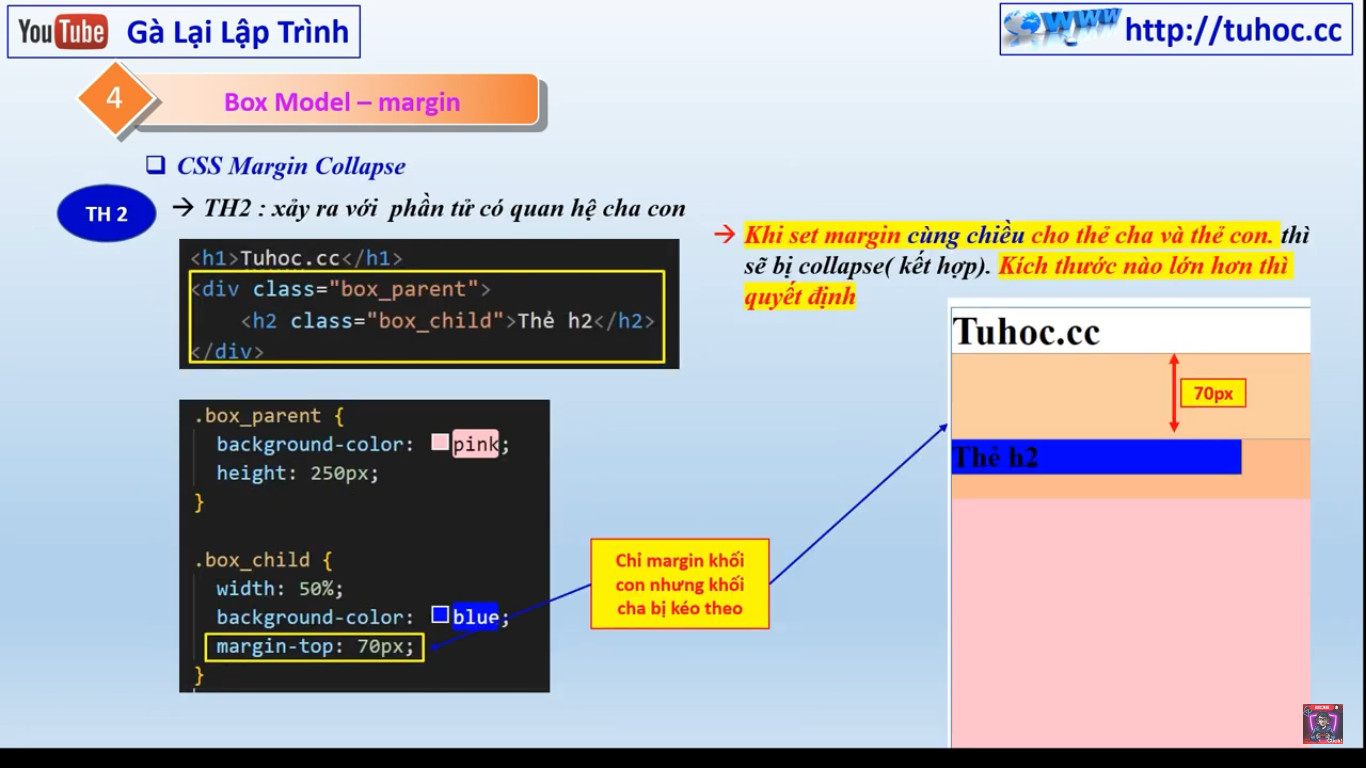 YouTube Gà Lại Lập Trình
http://tuhoc.cc
4
Box Model – margin
CSS Margin Collapse
TH 2
→ TH2 : xảy ra với phần tử có quan hệ cha con
<h1>Tuhoc.cc</h1>
<div class="box_parent">
<h2 class="box_child">Thẻ h2</h2>
</div>
→ Khi set margin cùng chiều cho thẻ cha và thẻ con. thì
sẽ bị collapse( kết hợp). Kích thước nào lớn hơn thì
quyết định
.box_parent {
background-color: pink;
height: 250px;
}
.box_child {
width: 50%;
background-color: blue;
margin-top: 70px;
}
Chỉ margin khối
con nhưng khối
cha bị kéo theo
Tuhoc.cc
70px
Thẻ h2